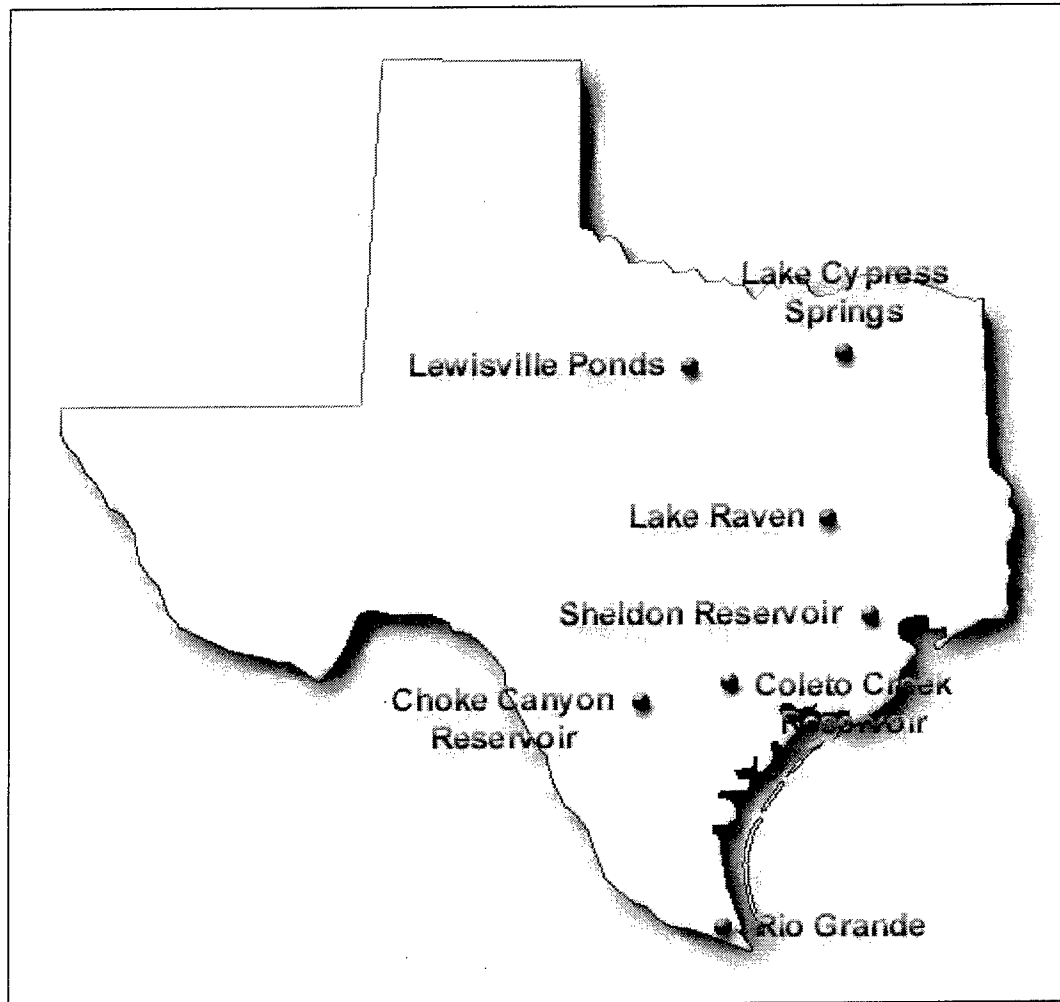 Lake Cypress
Springs
Lewisville Ponds
Lake Raven
Sheldon Reservoir
Choke Canyon
Reservoir
Coleto Creek
Reservoir
Rio Grande